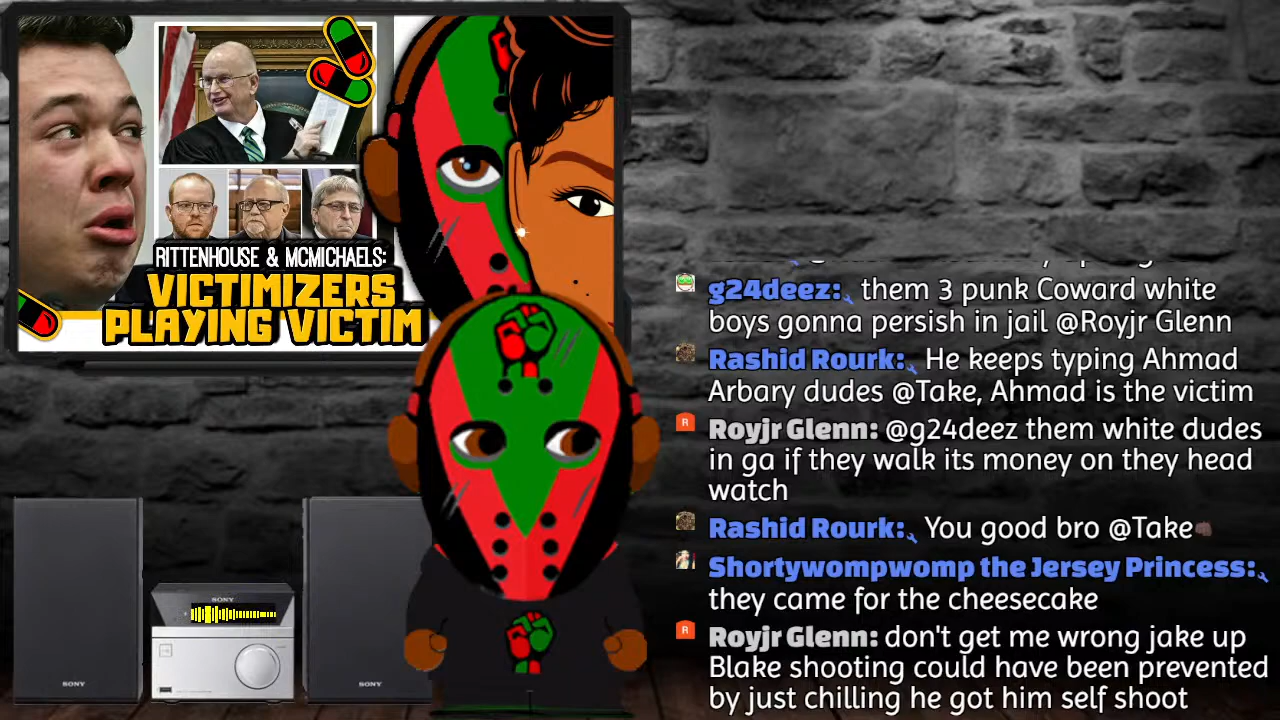 RITTENHOUSE & MCMICHAELS:
VICTIMIZERS
PLAYING VICTIM
g24deez: them 3 punk Coward white
boys gonna persish in jail @Royjr Glenn
Rashid Rourk: He keeps typing Ahmad
Arbary dudes @Take, Ahmad is the victim
Royjr Glenn: @g24deez them white dudes
in ga if they walk its money on they head
watch
Rashid Rourk: You good bro @Take
Shortywompwomp the Jersey Princess:
they came for the cheesecake
Royjr Glenn: don't get me wrong jake up
Blake shooting could have been prevented
by just chilling he got him self shoot
SONY
SONY
SONY